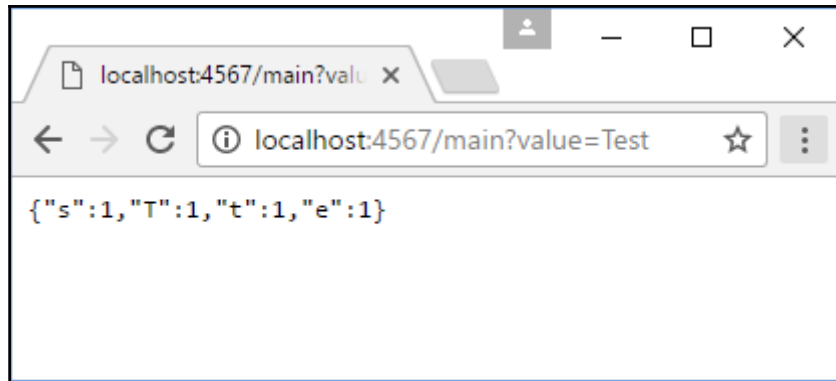 localhost:4567/main?valu
localhost:4567/main?value=Test
{"s":1,"T":1,"t":1,"e":1}